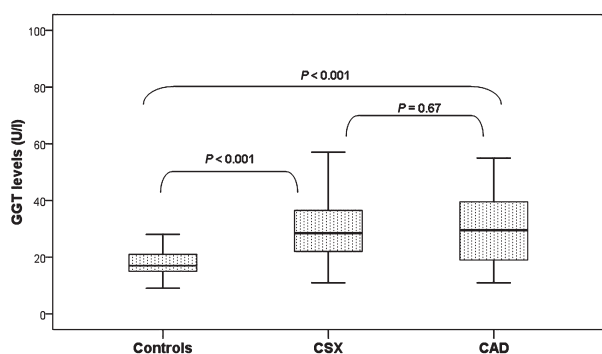 100
P < 0.001
80
P = 0.67
60
P < 0.001
40
20
0
GGT levels (U/l)
Controls CSX CAD